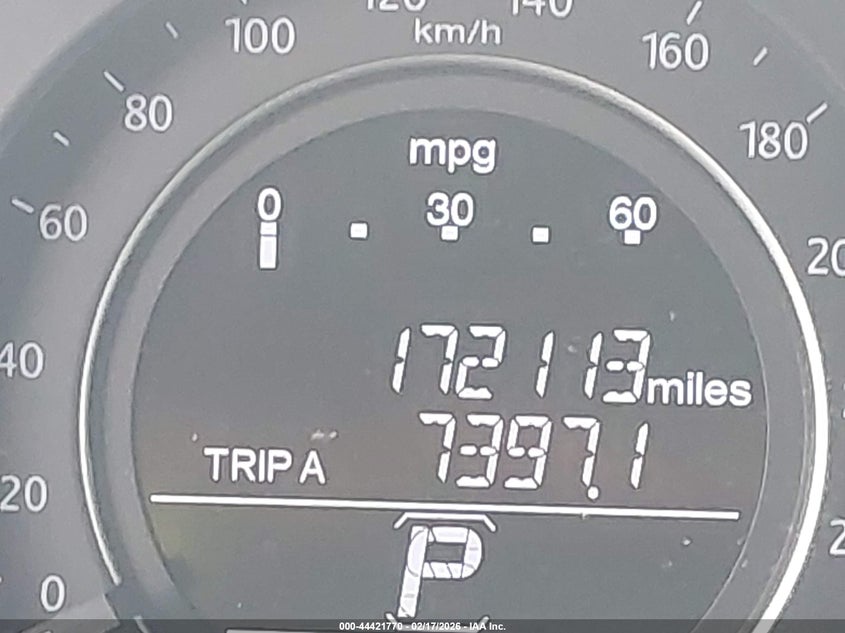 120 140
100 km/h 160
80 180
mpg
0 30 60
60
40
172113 miles
TRIP A 7397.1
20
P
0
000-44421770 - 02/17/2026 - IAA Inc.